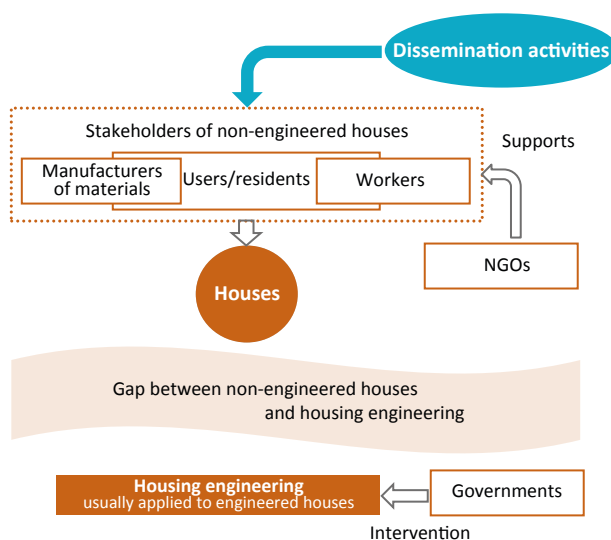 Dissemination activities
Stakeholders of non-engineered houses
Supports
Manufacturers
of materials
Users/residents
Workers
NGOs
Houses
Gap between non-engineered houses
and housing engineering
Housing engineering
usually applied to engineered houses
Governments
Intervention